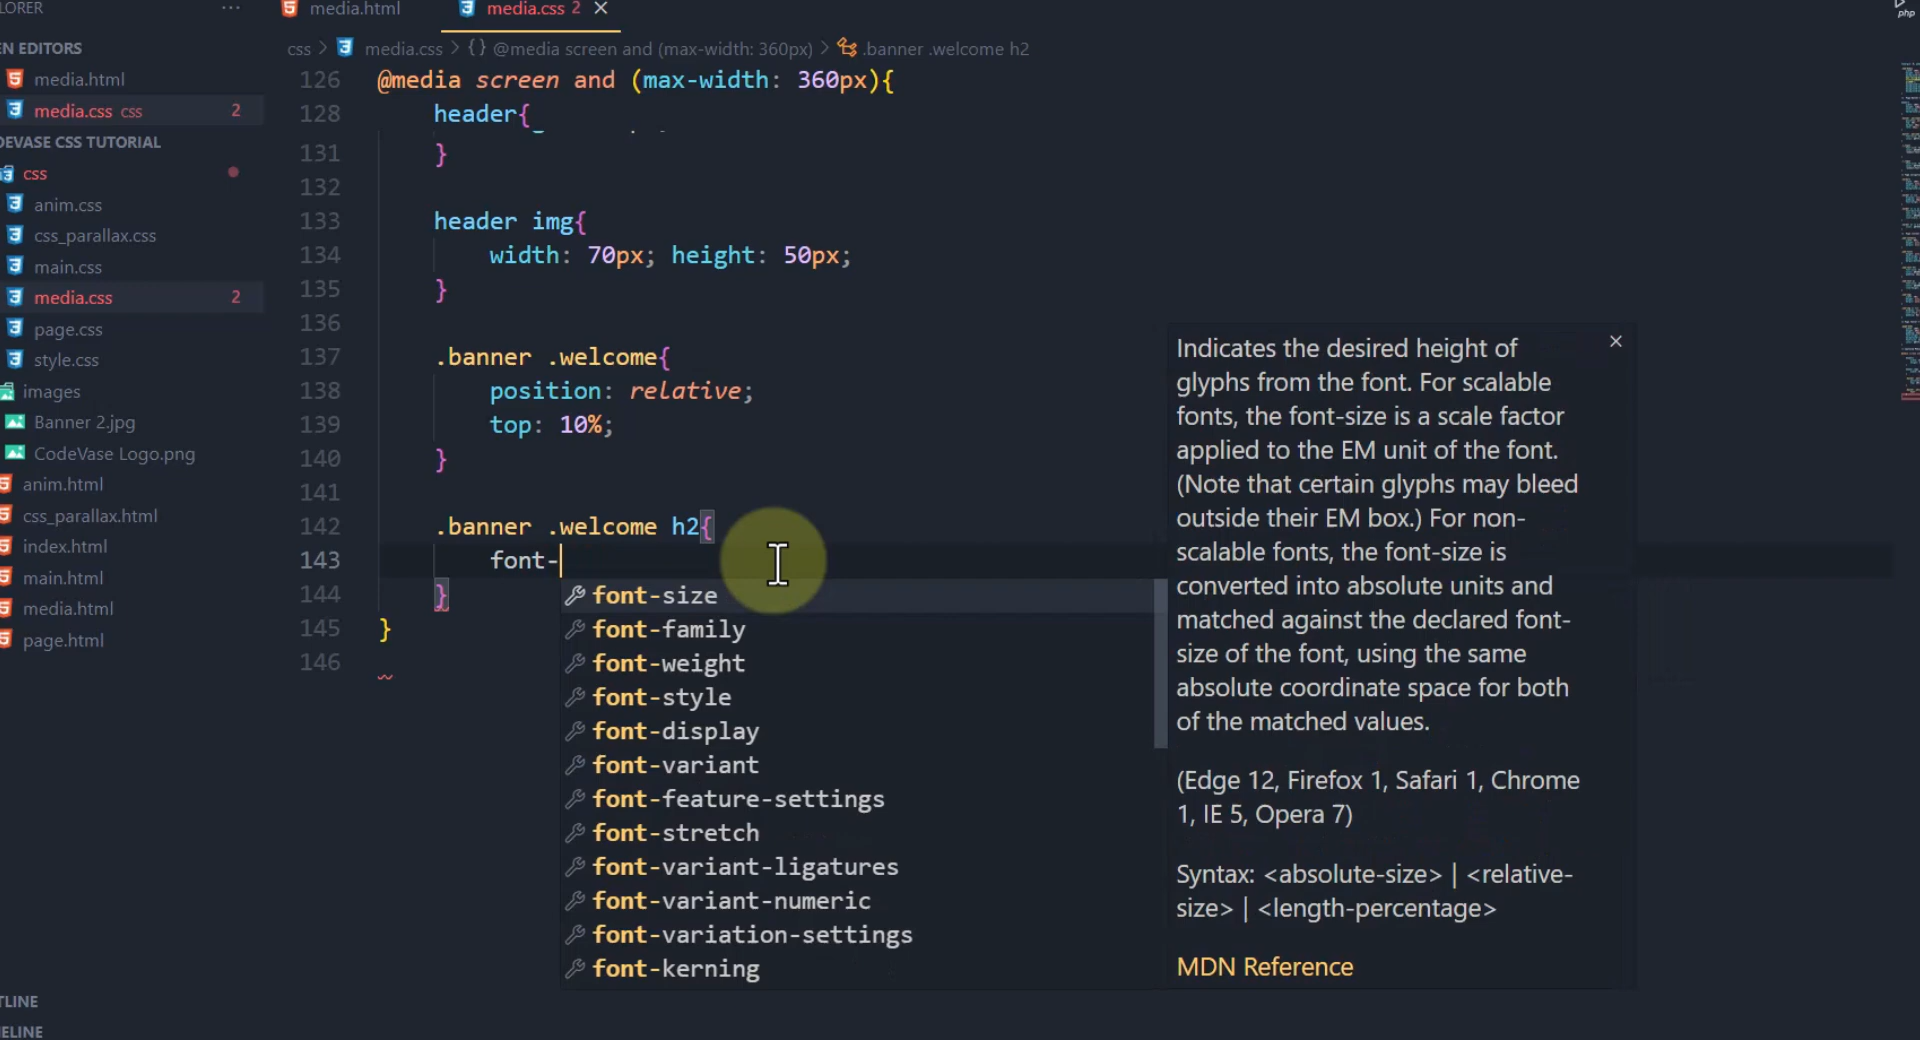 LORER ... media.html media.css 2
css > media.css > {} @media screen and (max-width: 360px) > .banner .welcome h2
php
EN EDITORS
media.html
media.css css 2
DEVASE CSS TUTORIAL
css
anim.css
css_parallax.css
main.css
media.css 2
page.css
style.css
images
Banner 2.jpg
CodeVase Logo.png
anim.html
css_parallax.html
index.html
main.html
media.html
page.html
TLINE
ELINE
126 @media screen and (max-width: 360px){
128 header{
131 }
132
133 header img{
134 width: 70px; height: 50px;
135 }
136
137 .banner .welcome{
138 position: relative;
139 top: 10%;
140 }
141
142 .banner .welcome h2{
143 font-
144 }
145 }
146
font-size
font-family
font-weight
font-style
font-display
font-variant
font-feature-settings
font-stretch
font-variant-ligatures
font-variant-numeric
font-variation-settings
font-kerning
Indicates the desired height of
glyphs from the font. For scalable
fonts, the font-size is a scale factor
applied to the EM unit of the font.
(Note that certain glyphs may bleed
outside their EM box.) For non-
scalable fonts, the font-size is
converted into absolute units and
matched against the declared font-
size of the font, using the same
absolute coordinate space for both
of the matched values.
(Edge 12, Firefox 1, Safari 1, Chrome
1, IE 5, Opera 7)
Syntax: <absolute-size> | <relative-
size> | <length-percentage>
MDN Reference